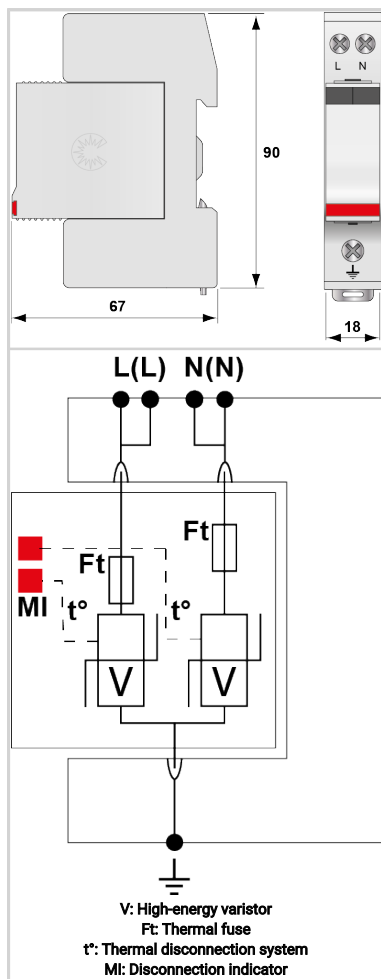 L N
90
67
18
L(L) N(N)
Ft
Ft
MI t° t°
V V
V: High-energy varistor
Ft: Thermal fuse
t°: Thermal disconnection system
MI: Disconnection indicator